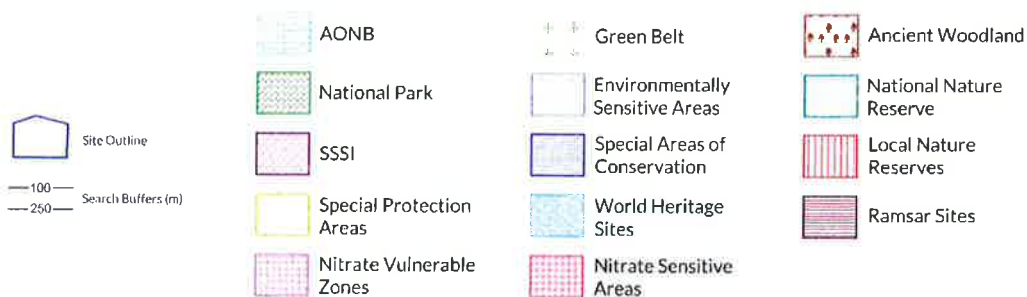 Site Outline
100
250
Search Buffers (m)
AONB
National Park
SSSI
Special Protection
Areas
Nitrate Vulnerable
Zones
Green Belt
Environmentally
Sensitive Areas
Special Areas of
Conservation
World Heritage
Sites
Nitrate Sensitive
Areas
Ancient Woodland
National Nature
Reserve
Local Nature
Reserves
Ramsar Sites